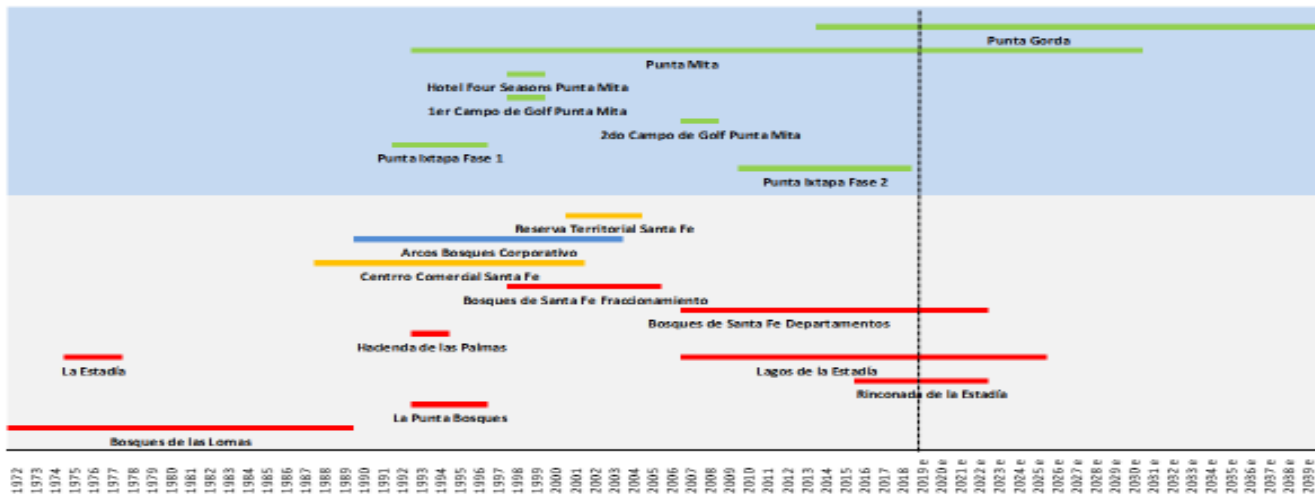 Punta Gorda
Punta Mita
Hotel Four Seasons Punta Mita
1er Campo de Golf Punta Mita
2do Campo de Golf Punta Mita
Punta Ixtapa Fase 1
Punta Ixtapa Fase 2
Reserva Territorial Santa Fe
Arcos Bosques Corporativo
Centrro Comercial Santa Fe
Bosques de Santa Fe Fraccionamiento
Bosques de Santa Fe Departamentos
Hacienda de las Palmas
La Estadía
Lagos de la Estadía
Rinconada de la Estadía
La Punta Bosques
Bosques de las Lomas
1972
1973
1974
1975
1976
1977
1978
1979
1980
1981
1982
1983
1984
1985
1986
1987
1988
1989
1990
1991
1992
1993
1994
1995
1996
1997
1998
1999
2000
2001
2002
2003
2004
2005
2006
2007
2008
2009
2010
2011
2012
2013
2014
2015
2016
2017
2018
2019 e
2020 e
2021 e
2022 e
2023 e
2024 e
2025 e
2026 e
2027 e
2028 e
2029 e
2030 e
2031 e
2032 e
2033 e
2034 e
2035 e
2036 e
2037 e
2038 e
2039 e